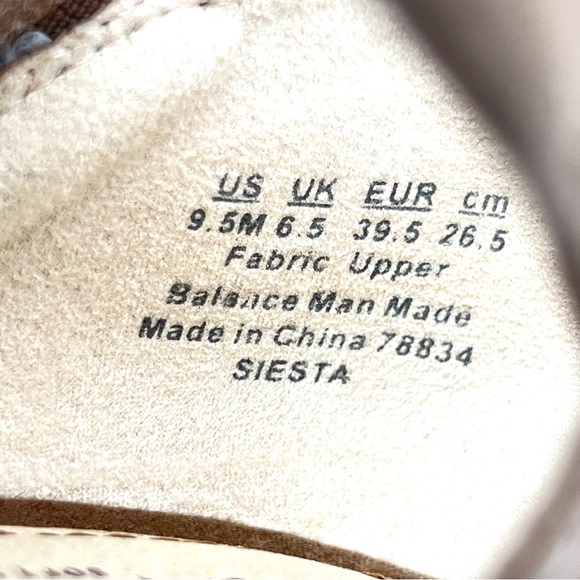 US UK EUR cm
9.5M 6.5 39.5 26.5
Fabric Upper
Balance Man Made
Made in China 78834
SIESTA